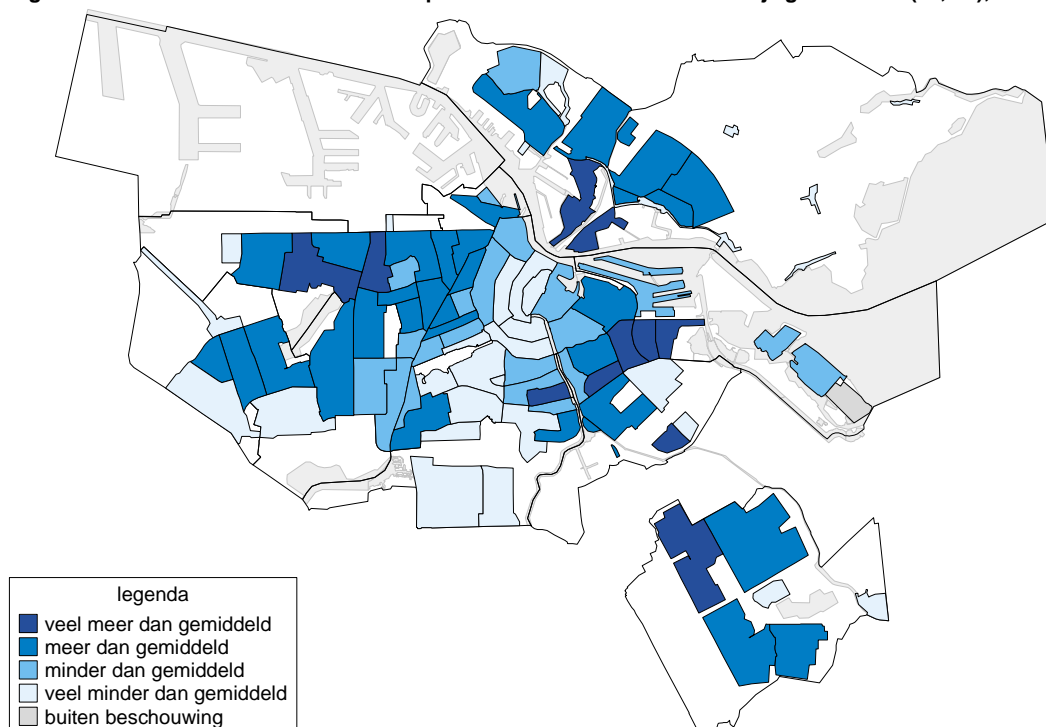 legenda
veel meer dan gemiddeld
meer dan gemiddeld
minder dan gemiddeld
veel minder dan gemiddeld
buiten beschouwing